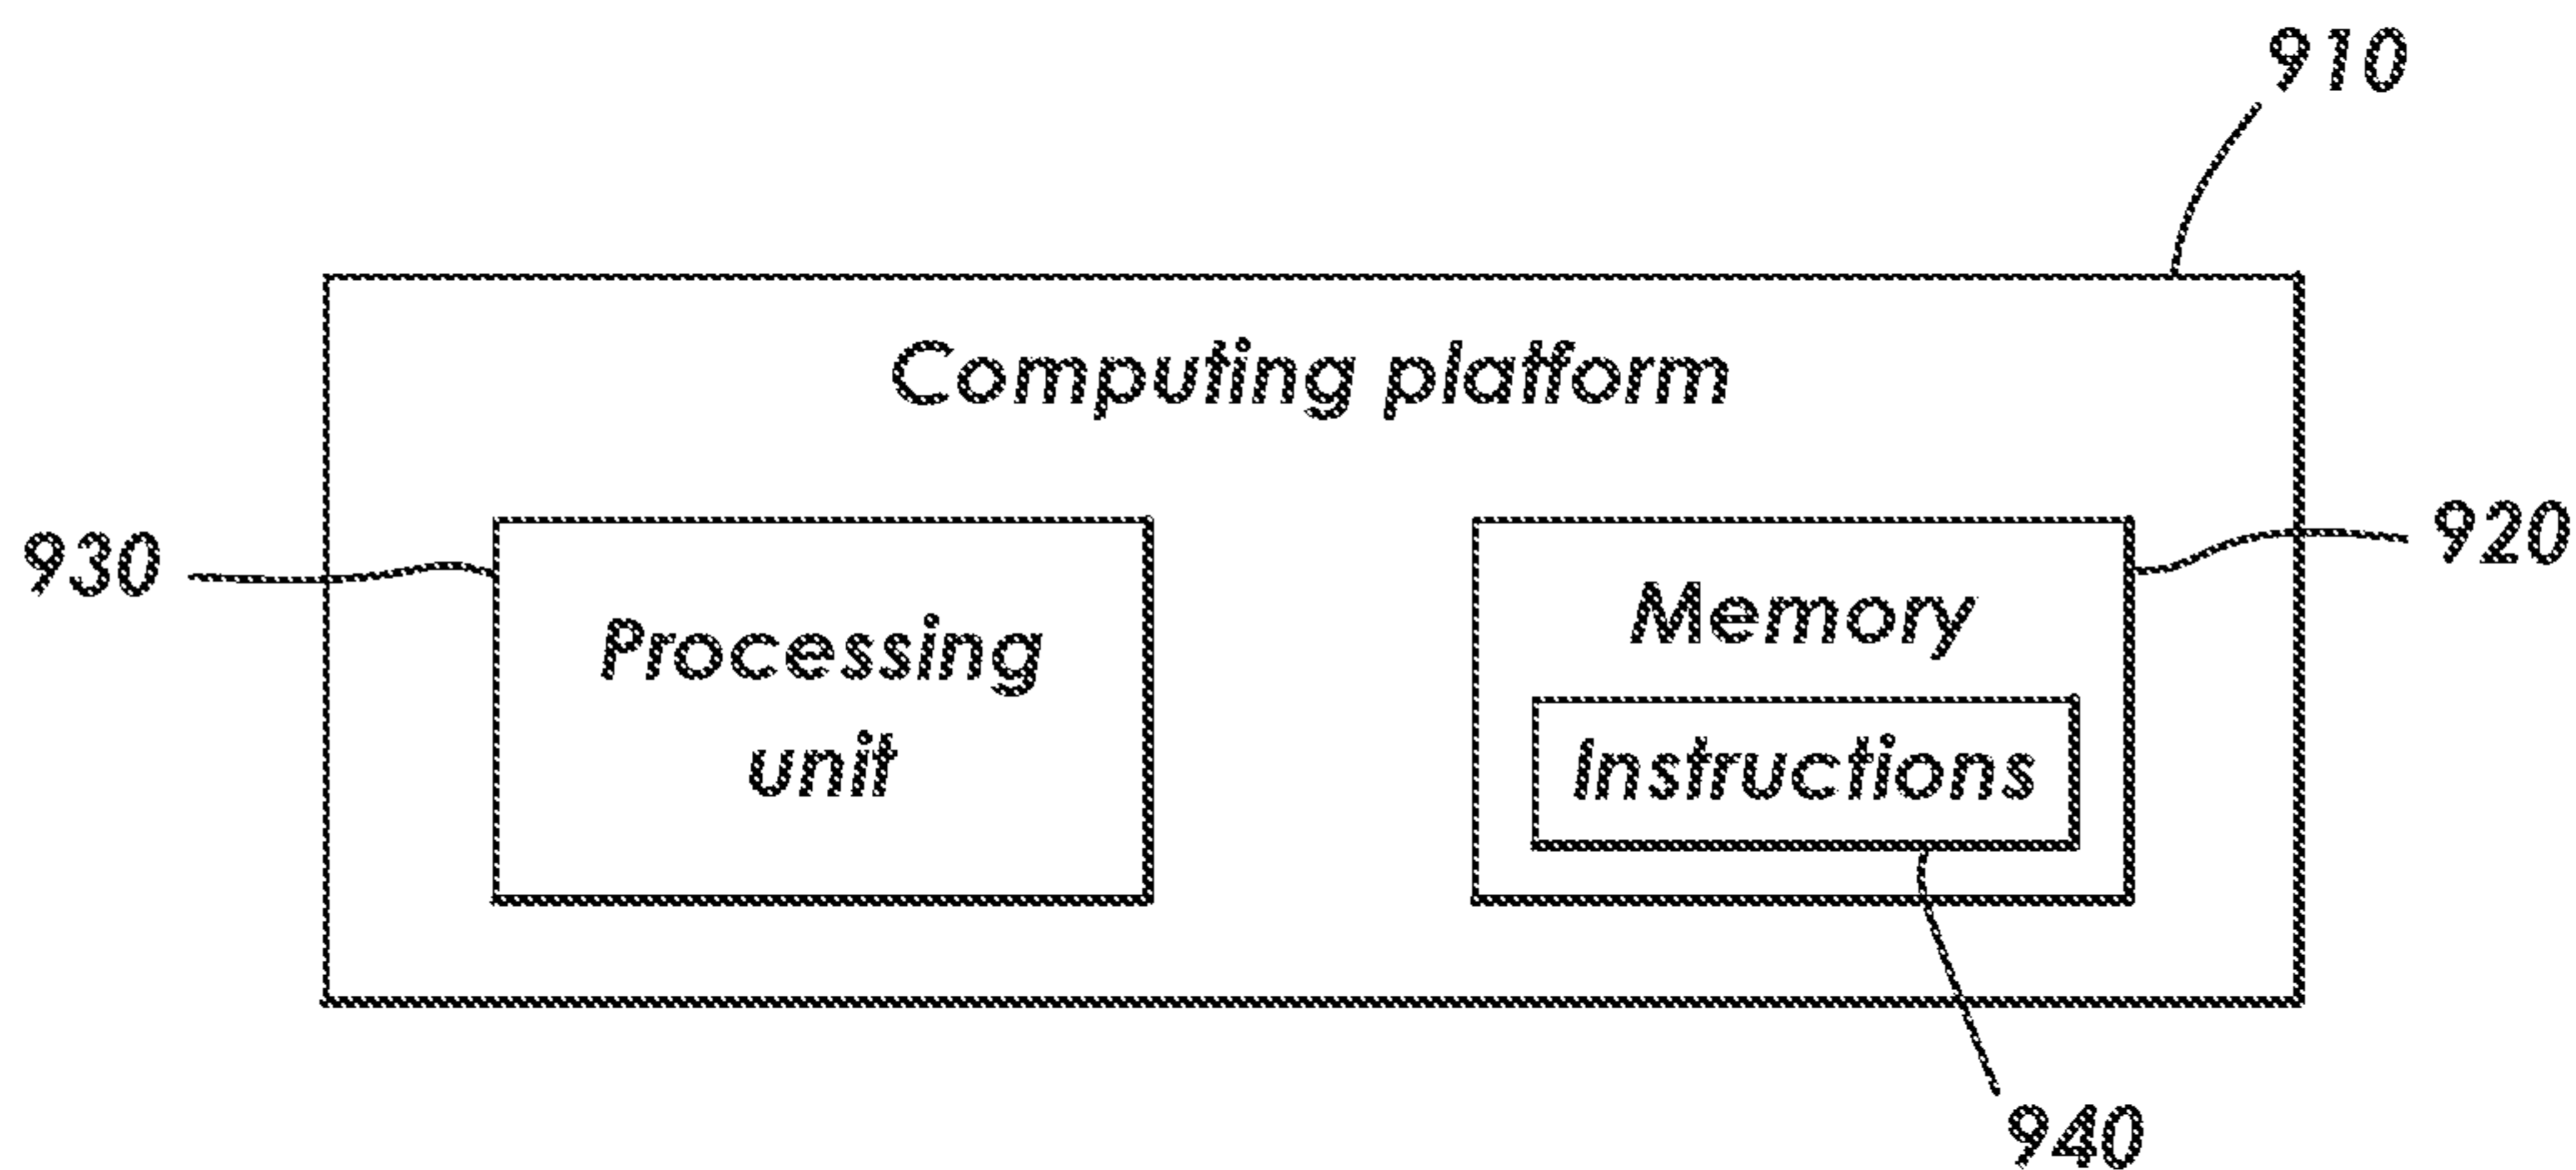 910
Computing platform
930
920
Processing
unit
Memory
Instructions
940